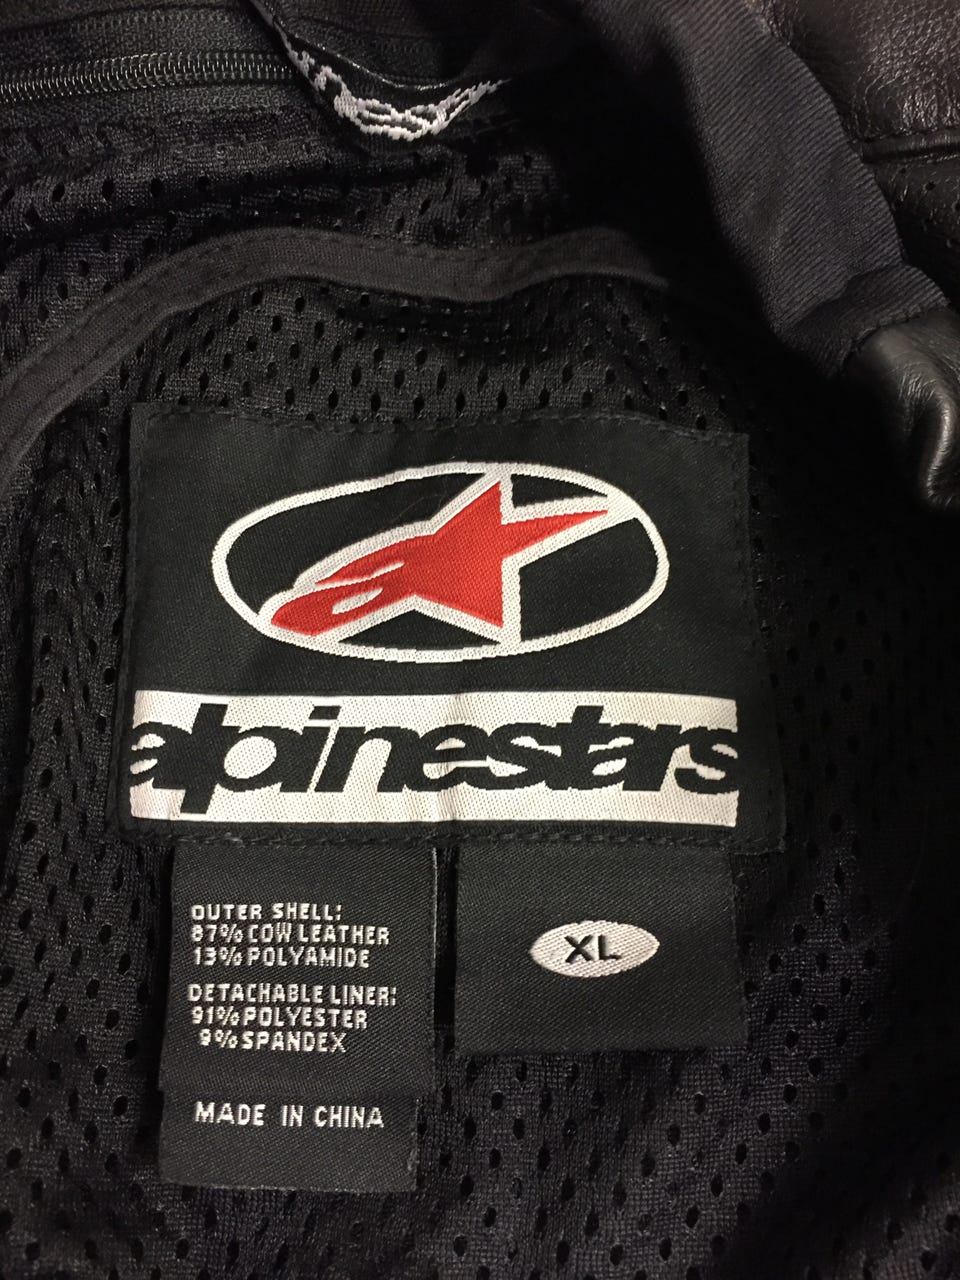 alpinestars
OUTER SHELL:
87% COW LEATHER
13% POLYAMIDE
DETACHABLE LINER:
91% POLYESTER
9% SPANDEX
MADE IN CHINA
XL